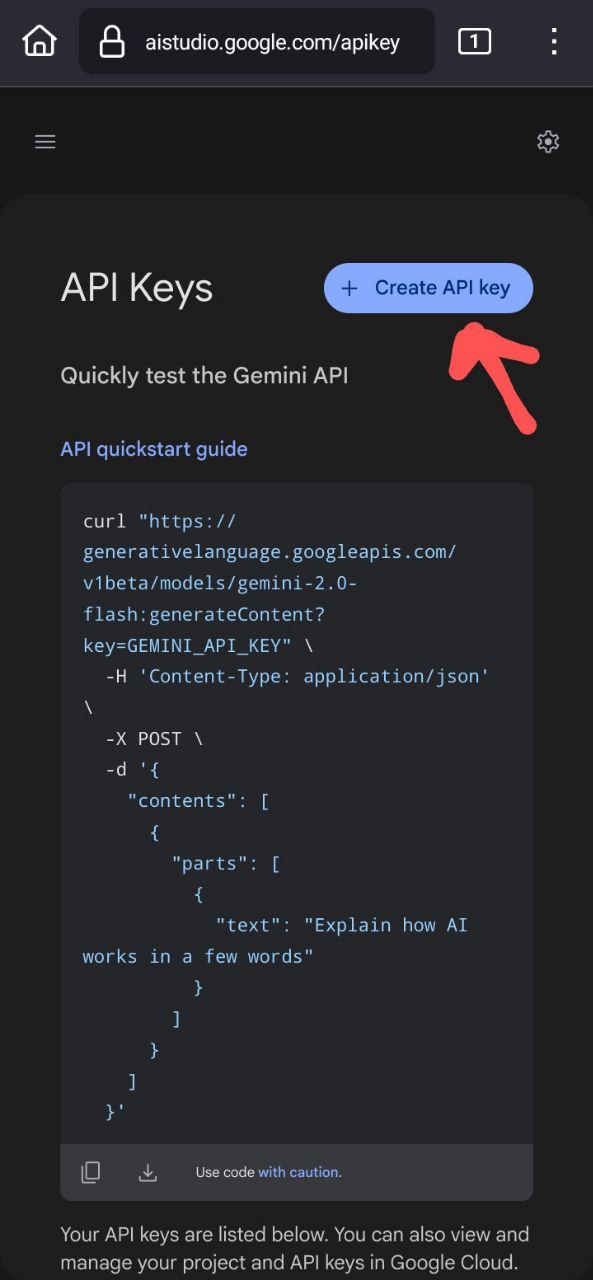 aistudio.google.com/apikey
1
API Keys
+ Create API key
Quickly test the Gemini API
API quickstart guide
curl "https://
generativelanguage.googleapis.com/
v1beta/models/gemini-2.0-
flash:generateContent?
key=GEMINI_API_KEY" \
-H 'Content-Type: application/json'
\
-X POST \
-d '{
"contents": [
{
"parts": [
{
"text": "Explain how AI
works in a few words"
}
]
}
]
}'
Use code with caution.
Your API keys are listed below. You can also view and
manage your project and API keys in Google Cloud.